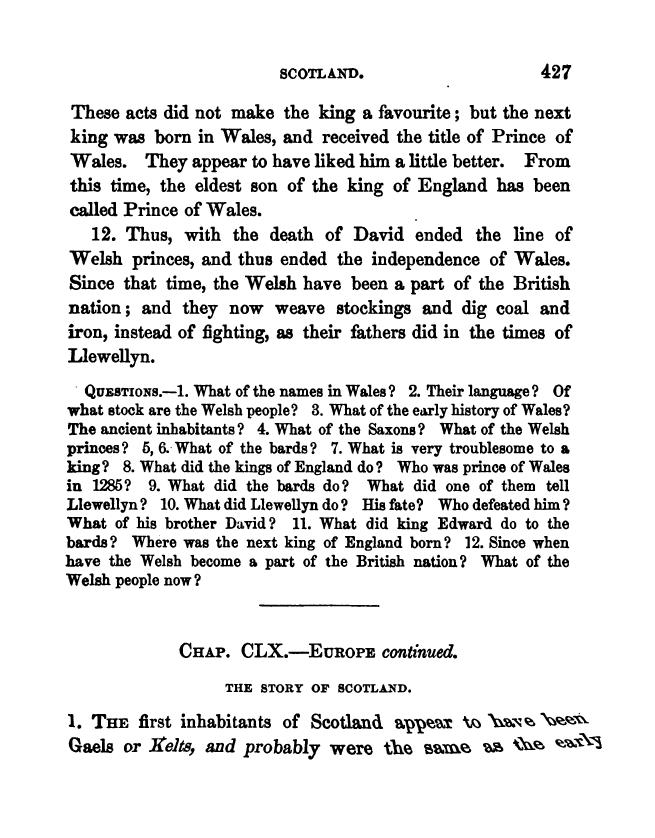 SCOTLAND. 427
These acts did not make the king a favourite; but the next
king was born in Wales, and received the title of Prince of
Wales. They appear to have liked him a little better. From
this time, the eldest son of the king of England has been
called Prince of Wales.
12. Thus, with the death of David ended the line of
Welsh princes, and thus ended the independence of Wales.
Since that time, the Welsh have been a part of the British
nation; and they now weave stockings and dig coal and
iron, instead of fighting, as their fathers did in the times of
Llewellyn.
QUESTIONS.—1. What of the names in Wales? 2. Their language? Of
what stock are the Welsh people? 3. What of the early history of Wales?
The ancient inhabitants? 4. What of the Saxons? What of the Welsh
princes? 5, 6. What of the bards? 7. What is very troublesome to a
king? 8. What did the kings of England do? Who was prince of Wales
in 1285? 9. What did the bards do? What did one of them tell
Llewellyn? 10. What did Llewellyn do? His fate? Who defeated him?
What of his brother David? 11. What did king Edward do to the
bards? Where was the next king of England born? 12. Since when
have the Welsh become a part of the British nation? What of the
Welsh people now?
CHAP. CLX.—EUROPE continued.
THE STORY OF SCOTLAND.
1. THE first inhabitants of Scotland appear to have been
Gaels or Kelts, and probably were the same as the early